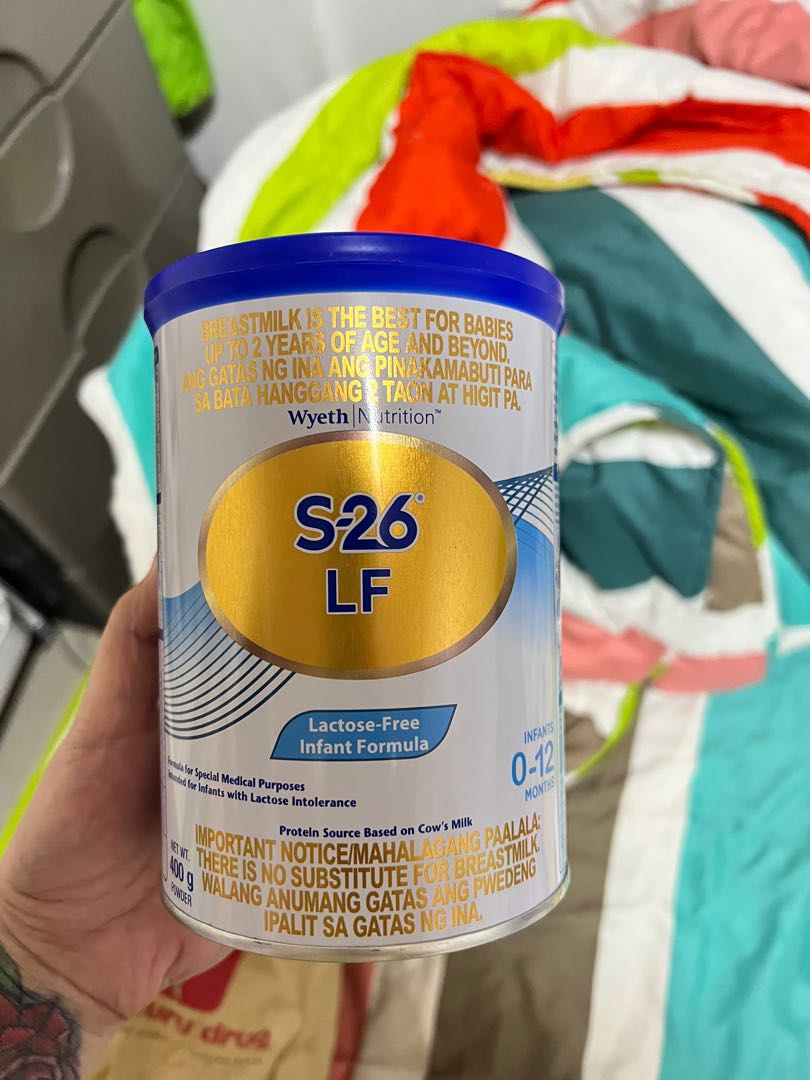 BREASTMILK IS THE BEST FOR BABIES
UP TO 2 YEARS OF AGE AND BEYOND.
ANG GATAS NG INA ANG PINAKAMABUTI PARA
SA BATA HANGGANG 2 TAON AT HIGIT PA.
Wyeth | Nutrition™
S-26®
LF
Lactose-Free
Infant Formula
INFANTS
0-12
MONTHS
Formula for Special Medical Purposes
Intended for Infants with Lactose Intolerance
Protein Source Based on Cow's Milk
NET WT.
400 g
POWDER
IMPORTANT NOTICE/MAHALAGANG PAALALA:
THERE IS NO SUBSTITUTE FOR BREASTMILK.
WALANG ANUMANG GATAS ANG PWEDENG
IPALIT SA GATAS NG INA.
drug